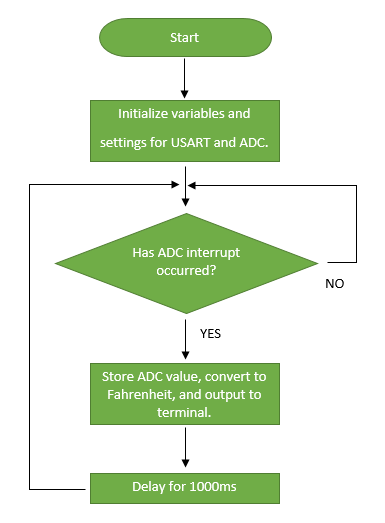 Start
Initialize variables and
settings for USART and ADC.
Has ADC interrupt
occurred?
NO
YES
Store ADC value, convert to
Fahrenheit, and output to
terminal.
Delay for 1000ms